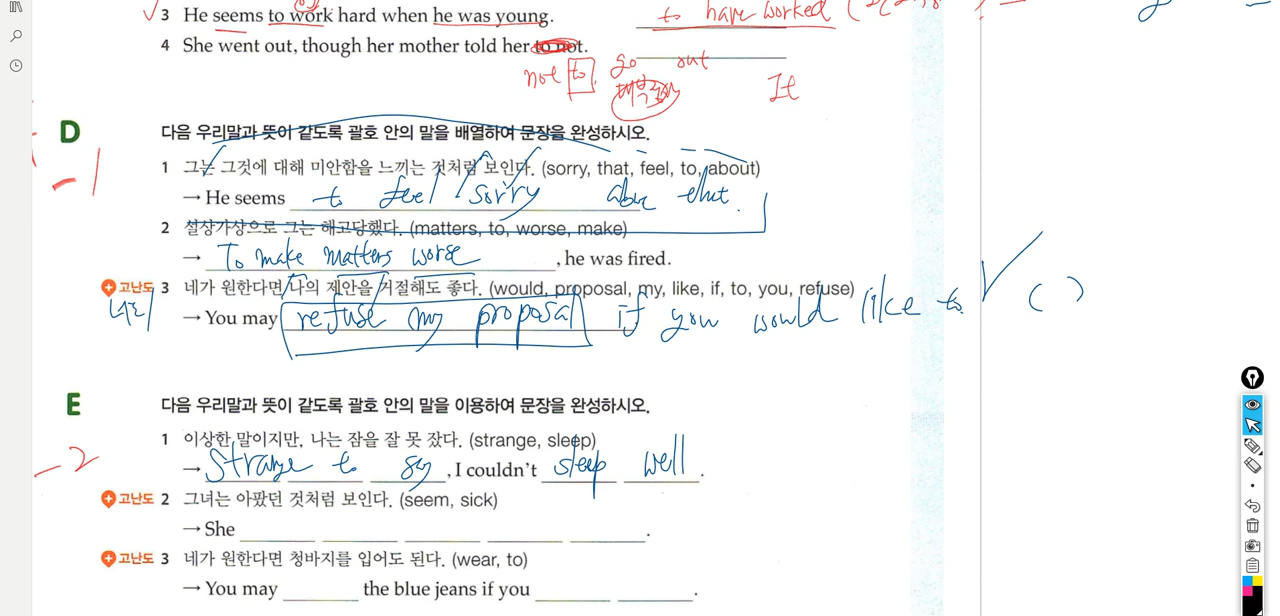 3 He seems to work hard when he was young. to have worked
4 She went out, though her mother told her to not.
not to go out
It
D 다음 우리말과 뜻이 같도록 괄호 안의 말을 배열하여 문장을 완성하시오.
-1
1 그는 그것에 대해 미안함을 느끼는 것처럼 보인다. (sorry, that, feel, to, about)
→ He seems to feel sorry abou that.
2 설상가상으로 그는 해고당했다. (matters, to, worse, make)
→ To make matters worse, he was fired.
고난도 3 네가 원한다면 나의 제안을 거절해도 좋다. (would, proposal, my, like, if, to, you, refuse)
→ You may refuse my proposal if you would like to ( )
E 다음 우리말과 뜻이 같도록 괄호 안의 말을 이용하여 문장을 완성하시오.
-2
1 이상한 말이지만, 나는 잠을 잘 못 잤다. (strange, sleep)
→ Strange to say, I couldn't sleep well.
고난도 2 그녀는 아팠던 것처럼 보인다. (seem, sick)
→ She .
고난도 3 네가 원한다면 청바지를 입어도 된다. (wear, to)
→ You may the blue jeans if you .